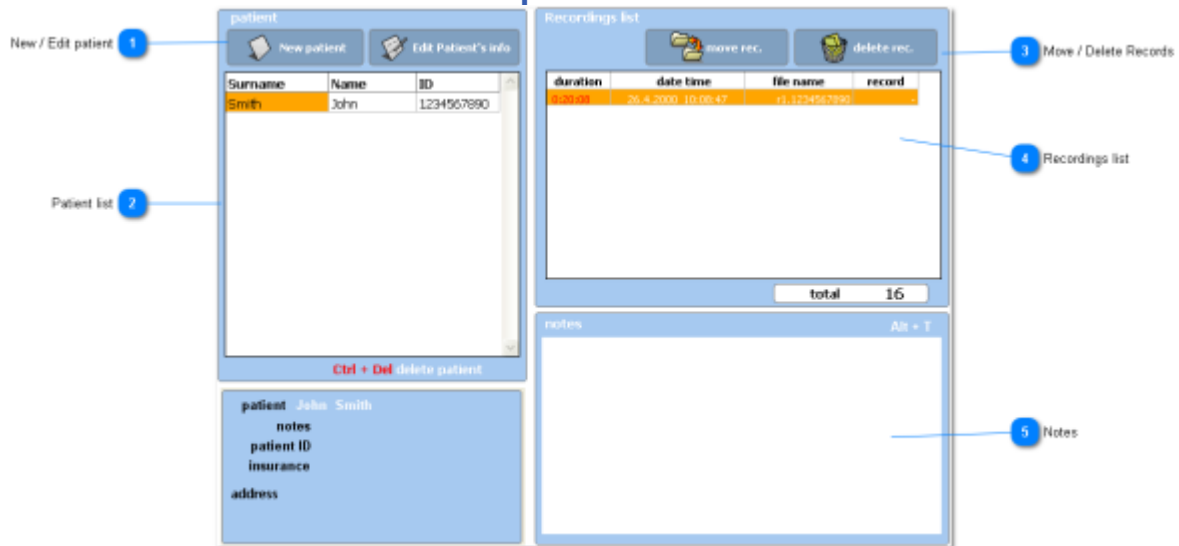 patient
New / Edit patient 1
New patient
Edit Patient's info
Surname Name ID
Smith John 1234567890
Patient list 2
Ctrl + Del delete patient
patient John Smith
notes
patient ID
insurance
address
Recordings list
move rec.
delete rec.
3 Move / Delete Records
duration date time file name record
0:20:08 26.4.2000 10:08:47 r1.1234567890 -
4 Recordings list
total 16
notes Alt + T
5 Notes